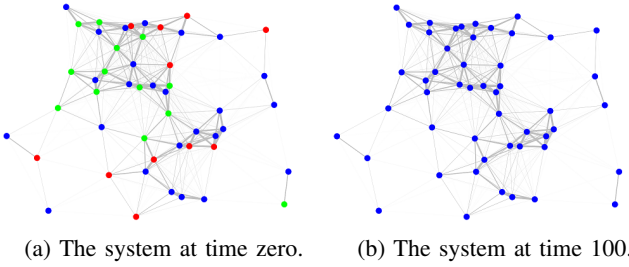 (a) The system at time zero.
(b) The system at time 100.